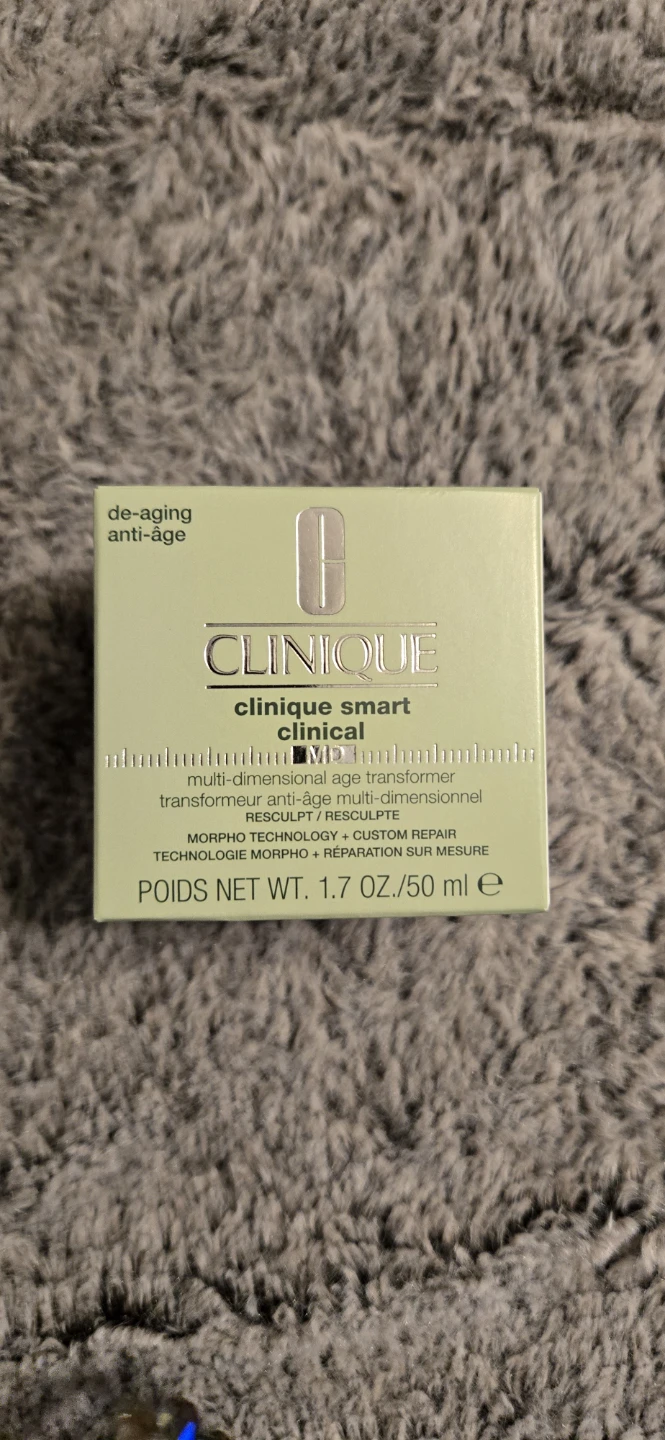 de-aging
anti-âge
CLINIQUE
clinique smart
clinical
MD
multi-dimensional age transformer
transformeur anti-âge multi-dimensionnel
RESCULPT / RESCULPTE
MORPHO TECHNOLOGY + CUSTOM REPAIR
TECHNOLOGIE MORPHO + RÉPARATION SUR MESURE
POIDS NET WT. 1.7 OZ./50 ml ℮